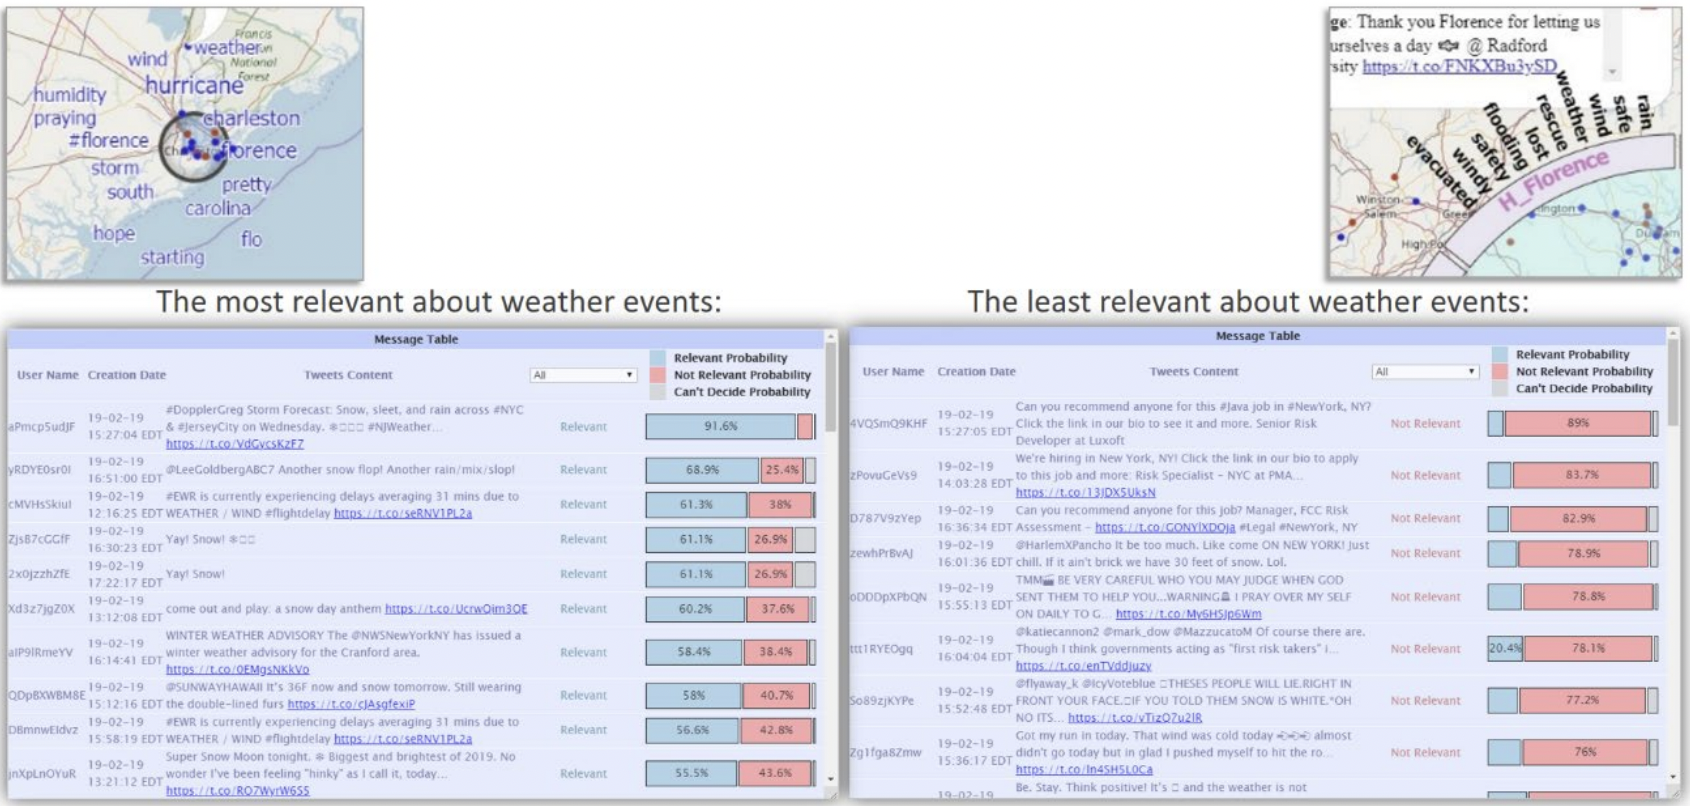 Francis
weather
National
Forest
wind
hurricane
humidity
praying
charleston
#florence
florence
storm
south
pretty
carolina
hope
flo
starting
ge: Thank you Florence for letting us
urselves a day @ Radford
sity https://t.co/FNKXBu3ySD
evacuated
windy
safety
flooding
lost
rescue
weather
wind
safe
rain
H_Florence
Winston-
Salem
Gree
ington
High Po
The most relevant about weather events:
The least relevant about weather events:
Message Table
Relevant Probability
User Name Creation Date Tweets Content All Not Relevant Probability
Can't Decide Probability
#DopplerGreg Storm Forecast: Snow, sleet, and rain across #NYC
aPmcp5udJF 19-02-19 15:27:04 EDT & #JerseyCity on Wednesday. ❄□□□ #NJWeather... Relevant 91.6%
https://t.co/VdGvcsKzF7
yRDYE0sr0I 19-02-19 16:51:00 EDT @LeeGoldbergABC7 Another snow flop! Another rain/mix/slop! Relevant 68.9% 25.4%
cMVHsSkiuI 19-02-19 #EWR is currently experiencing delays averaging 31 mins due to Relevant 61.3% 38%
12:16:25 EDT WEATHER / WIND #flightdelay https://t.co/seRNV1PL2a
Zjs87cGGfF 19-02-19 16:30:23 EDT Yay! Snow! ❄□□ Relevant 61.1% 26.9%
2x0jzzhZfE 19-02-19 17:22:17 EDT Yay! Snow! Relevant 61.1% 26.9%
Xd3z7jgZ0X 19-02-19 13:12:08 EDT come out and play: a snow day anthem https://t.co/UcrwOim3OE Relevant 60.2% 37.6%
WINTER WEATHER ADVISORY The @NWSNewYorkNY has issued a
aIP9lRmeYV 19-02-19 16:14:41 EDT winter weather advisory for the Cranford area. Relevant 58.4% 38.4%
https://t.co/0EMgsNKkVo
QDpBXWBM8E 19-02-19 @SUNWAYHAWAII It's 36F now and snow tomorrow. Still wearing Relevant 58% 40.7%
15:12:16 EDT the double-lined furs https://t.co/cJAsgfexiP
DBmnwEIdvz 19-02-19 #EWR is currently experiencing delays averaging 31 mins due to Relevant 56.6% 42.8%
15:58:19 EDT WEATHER / WIND #flightdelay https://t.co/seRNV1PL2a
Super Snow Moon tonight. ❄ Biggest and brightest of 2019. No
jnXpLnOYuR 19-02-19 13:21:12 EDT wonder I've been feeling "hinky" as I call it, today... Relevant 55.5% 43.6%
https://t.co/RO7WyrW6S5
Message Table
Relevant Probability
User Name Creation Date Tweets Content All Not Relevant Probability
Can't Decide Probability
Can you recommend anyone for this #Java job in #NewYork, NY?
4VQSmQ9KHF 19-02-19 15:27:05 EDT Click the link in our bio to see it and more. Senior Risk Not Relevant 89%
Developer at Luxoft
We're hiring in New York, NY! Click the link in our bio to apply
zPovuGeVs9 19-02-19 14:03:28 EDT to this job and more: Risk Specialist - NYC at PMA... Not Relevant 83.7%
https://t.co/13JDX5UksN
D787V9zYep 19-02-19 Can you recommend anyone for this job? Manager, FCC Risk Not Relevant 82.9%
16:36:34 EDT Assessment - https://t.co/GONYlXDOja #Legal #NewYork, NY
zewhPrBvAJ 19-02-19 @HarlemXPancho It be too much. Like come ON NEW YORK! Just Not Relevant 78.9%
16:01:36 EDT chill. If it ain't brick we have 30 feet of snow. Lol.
TMM BE VERY CAREFUL WHO YOU MAY JUDGE WHEN GOD
oDDDpXPbQN 19-02-19 15:55:13 EDT SENT THEM TO HELP YOU...WARNING I PRAY OVER MY SELF Not Relevant 78.8%
ON DAILY TO G... https://t.co/My6H5Jp6Wm
@katiecannon2 @mark_dow @MazzucatoM Of course there are.
ttt1RYEOgq 19-02-19 16:04:04 EDT Though I think governments acting as "first risk takers" i... Not Relevant 20.4% 78.1%
https://t.co/enTVddjuzy
@flyaway_k @IcyVoteblue □THESES PEOPLE WILL LIE.RIGHT IN
So89zjKYPe 19-02-19 15:52:48 EDT FRONT YOUR FACE.□IF YOU TOLD THEM SNOW IS WHITE.*OH Not Relevant 77.2%
NO ITS... https://t.co/vTizQ7u2lR
Got my run in today. That wind was cold today almost
Zg1fga8Zmw 19-02-19 15:36:17 EDT didn't go today but in glad I pushed myself to hit the ro... Not Relevant 76%
https://t.co/ln4SH5L0Ca
19-02-19 Be. Stay. Think positive! It's □ and the weather is not